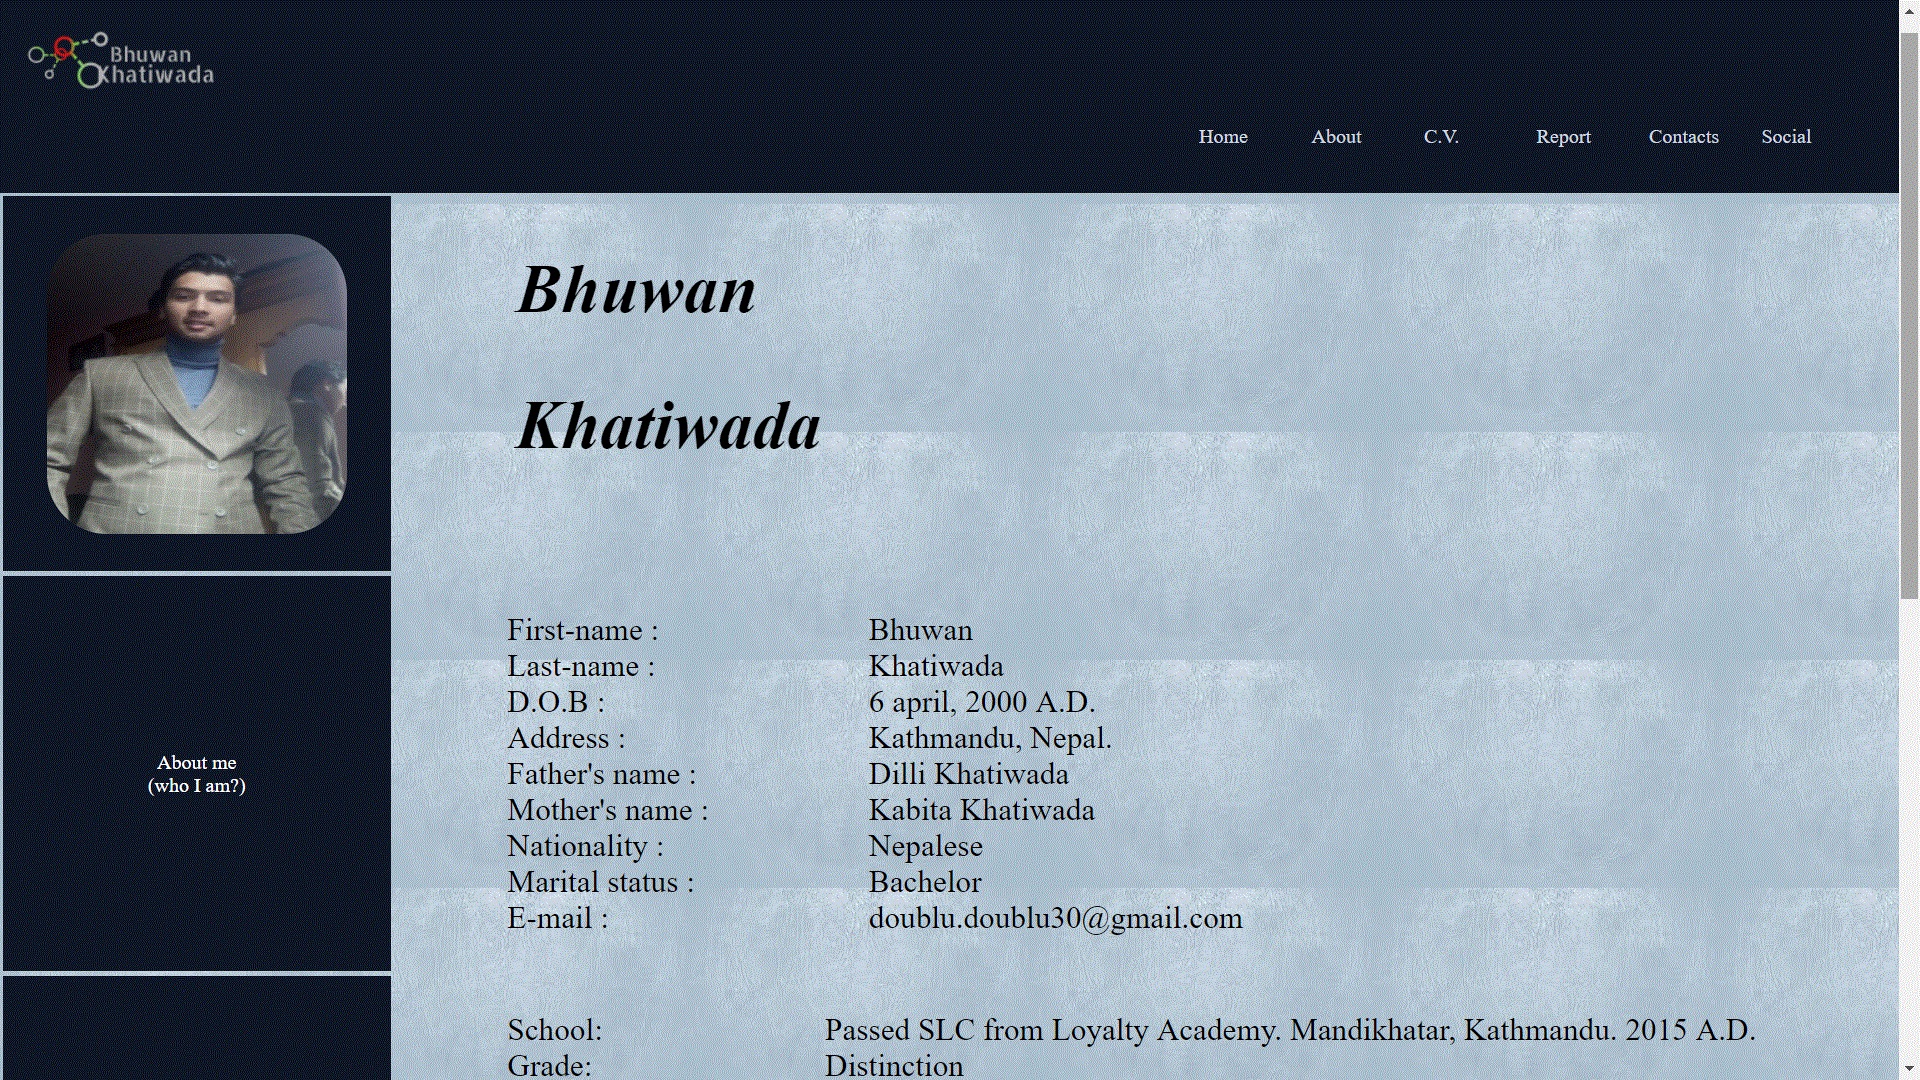 Bhuwan
Khatiwada
Home About C.V. Report Contacts Social
Bhuwan
Khatiwada
First-name : Bhuwan
Last-name : Khatiwada
D.O.B : 6 april, 2000 A.D.
Address : Kathmandu, Nepal.
Father's name : Dilli Khatiwada
Mother's name : Kabita Khatiwada
Nationality : Nepalese
Marital status : Bachelor
E-mail : doublu.doublu30@gmail.com
About me
(who I am?)
School: Passed SLC from Loyalty Academy. Mandikhatar, Kathmandu. 2015 A.D.
Grade: Distinction